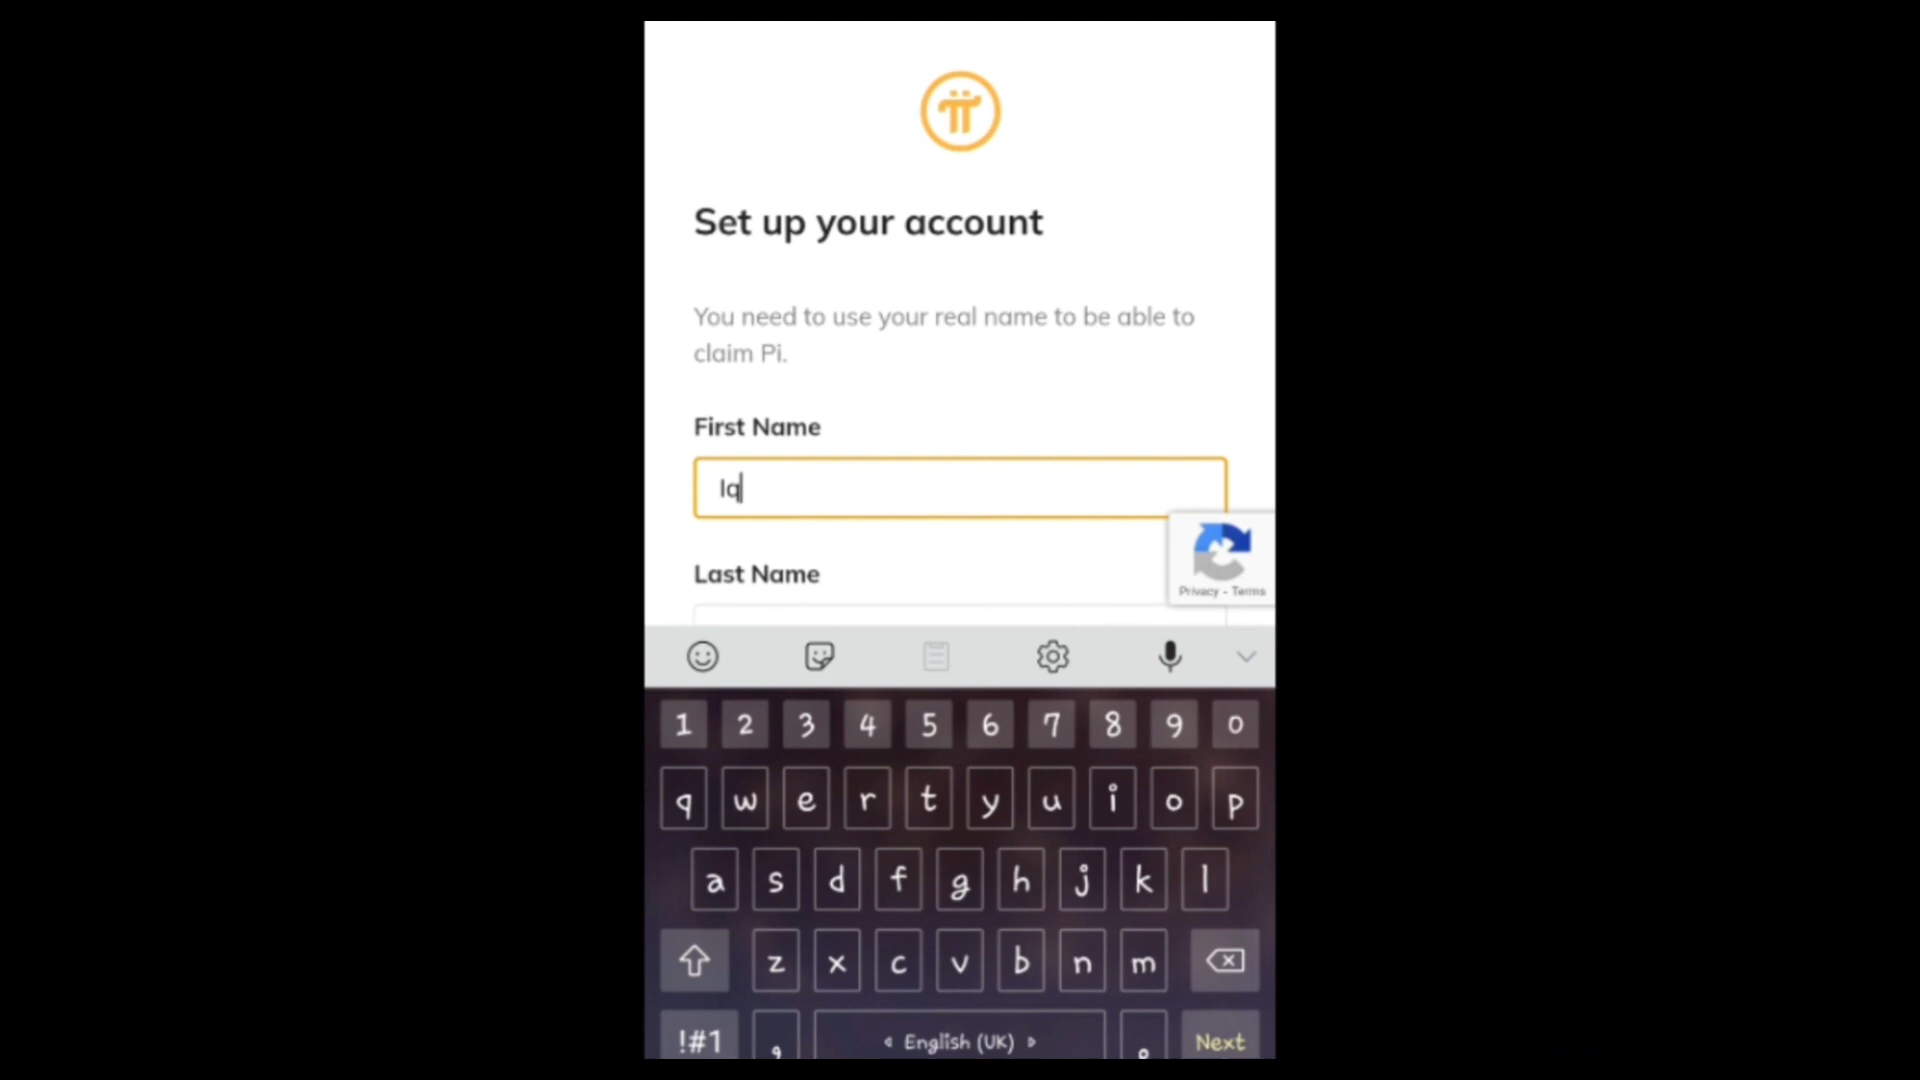 Set up your account
You need to use your real name to be able to
claim Pi.
First Name
Iq
Last Name
Privacy - Terms
1 2 3 4 5 6 7 8 9 0
q w e r t y u i o p
a s d f g h j k l
z x c v b n m
!#1 , English (UK) . Next